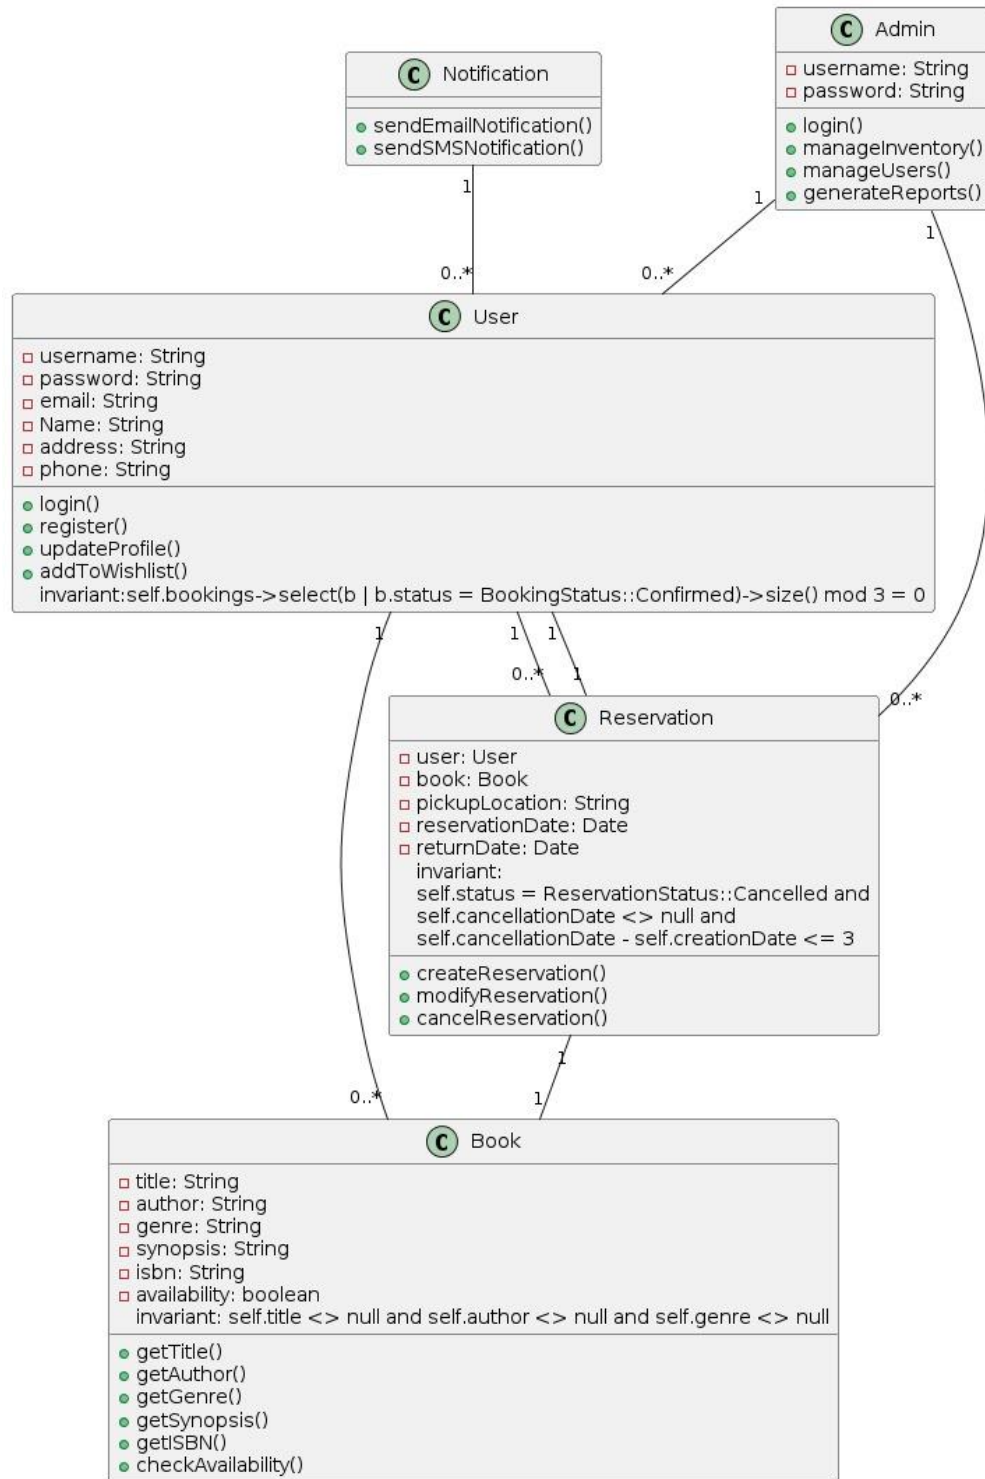 C Notification
sendEmailNotification()
sendSMSNotification()
C Admin
username: String
password: String
login()
manageInventory()
manageUsers()
generateReports()
1
0..*
1
0..*
1
0..*
C User
username: String
password: String
email: String
Name: String
address: String
phone: String
login()
register()
updateProfile()
addToWishlist()
invariant:self.bookings->select(b | b.status = BookingStatus::Confirmed)->size() mod 3 = 0
1
0..*
1
0..*
1
1
C Reservation
user: User
book: Book
pickupLocation: String
reservationDate: Date
returnDate: Date
invariant:
self.status = ReservationStatus::Cancelled and
self.cancellationDate <> null and
self.cancellationDate - self.creationDate <= 3
createReservation()
modifyReservation()
cancelReservation()
1
1
C Book
title: String
author: String
genre: String
synopsis: String
isbn: String
availability: boolean
invariant: self.title <> null and self.author <> null and self.genre <> null
getTitle()
getAuthor()
getGenre()
getSynopsis()
getISBN()
checkAvailability()